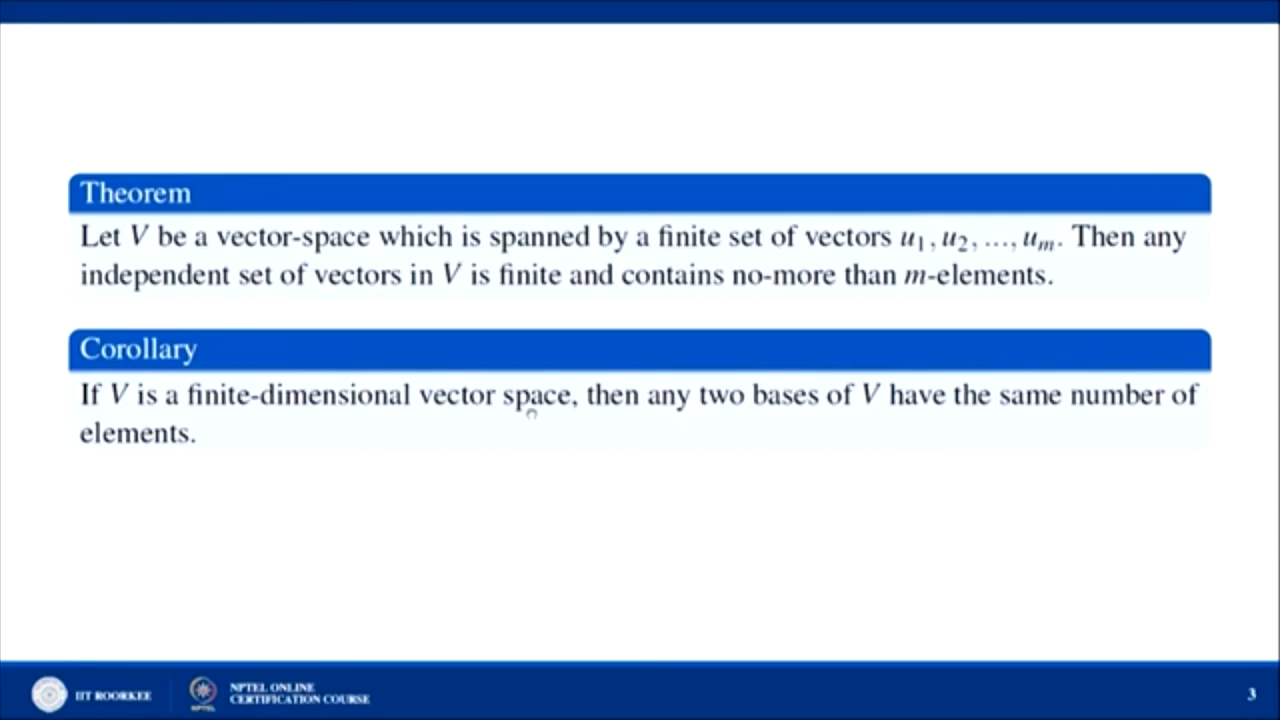 Theorem
Let V be a vector-space which is spanned by a finite set of vectors u₁, u₂, ..., uₘ. Then any
independent set of vectors in V is finite and contains no-more than m-elements.
Corollary
If V is a finite-dimensional vector space, then any two bases of V have the same number of
elements.
IIT ROORKEE
NPTEL
NPTEL ONLINE
CERTIFICATION COURSE
3